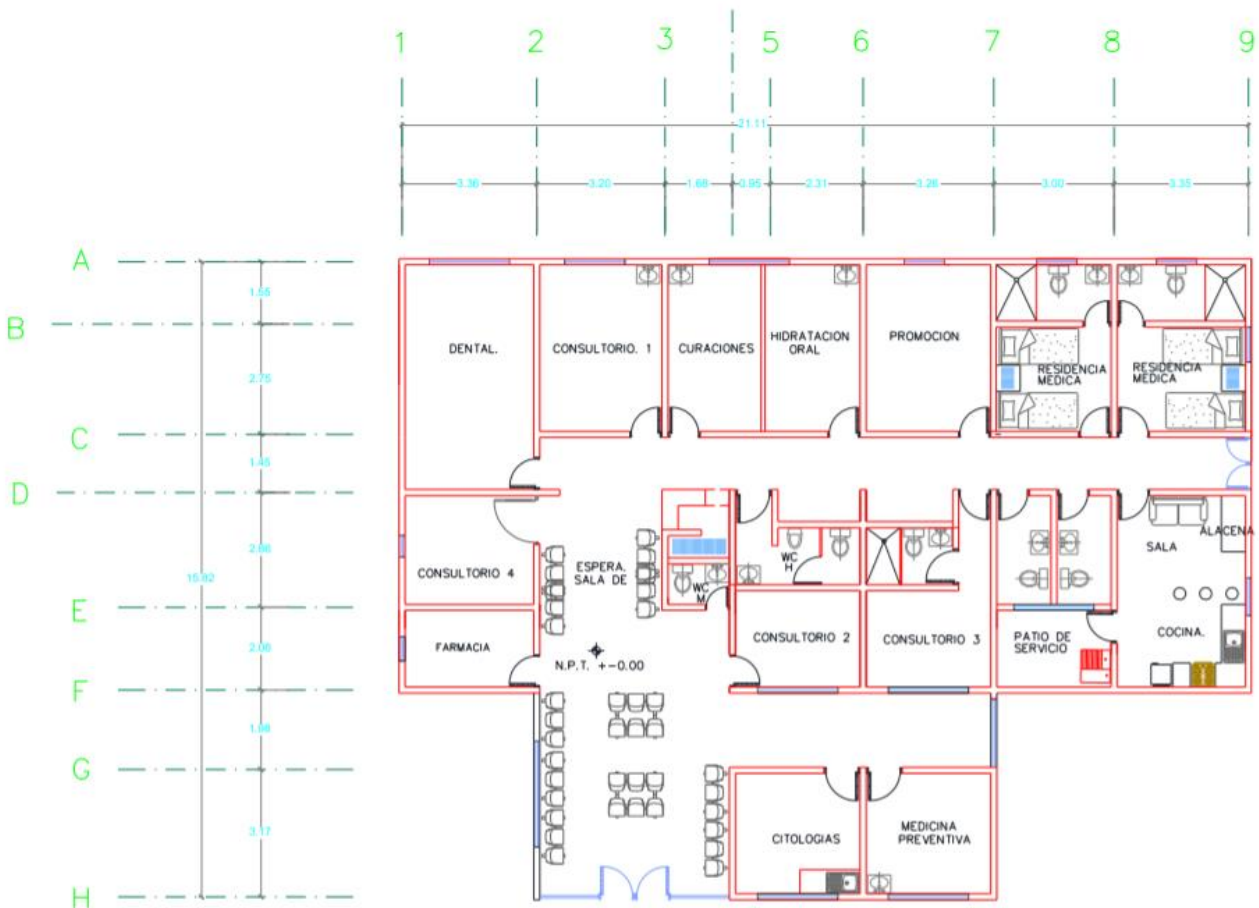 1 2 3 5 6 7 8 9
21.11
3.36 3.20 1.68 0.95 2.31 3.26 3.00 3.35
A
1.55
B
2.75
C
1.45
D
2.86
15.82
E
2.06
F
1.98
G
3.17
H
DENTAL.
CONSULTORIO. 1
CURACIONES
HIDRATACION
ORAL
PROMOCION
RESIDENCIA
MEDICA
RESIDENCIA
MEDICA
CONSULTORIO 4
ESPERA.
SALA DE
WC
M
WC
H
SALA
ALACENA
FARMACIA
N.P.T. +-0.00
CONSULTORIO 2
CONSULTORIO 3
PATIO DE
SERVICIO
COCINA.
CITOLOGIAS
MEDICINA
PREVENTIVA